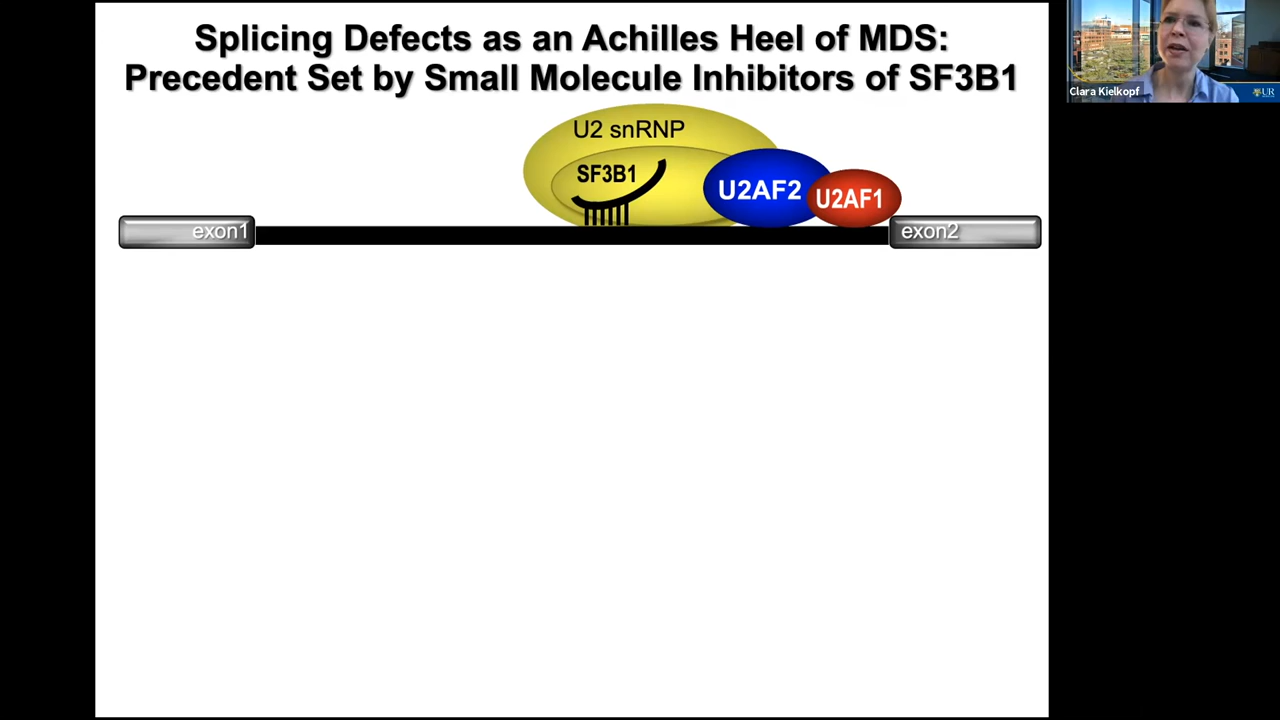 Splicing Defects as an Achilles Heel of MDS:
Precedent Set by Small Molecule Inhibitors of SF3B1
U2 snRNP
SF3B1
U2AF2
U2AF1
exon1
exon2
Clara Kielkopf
UR